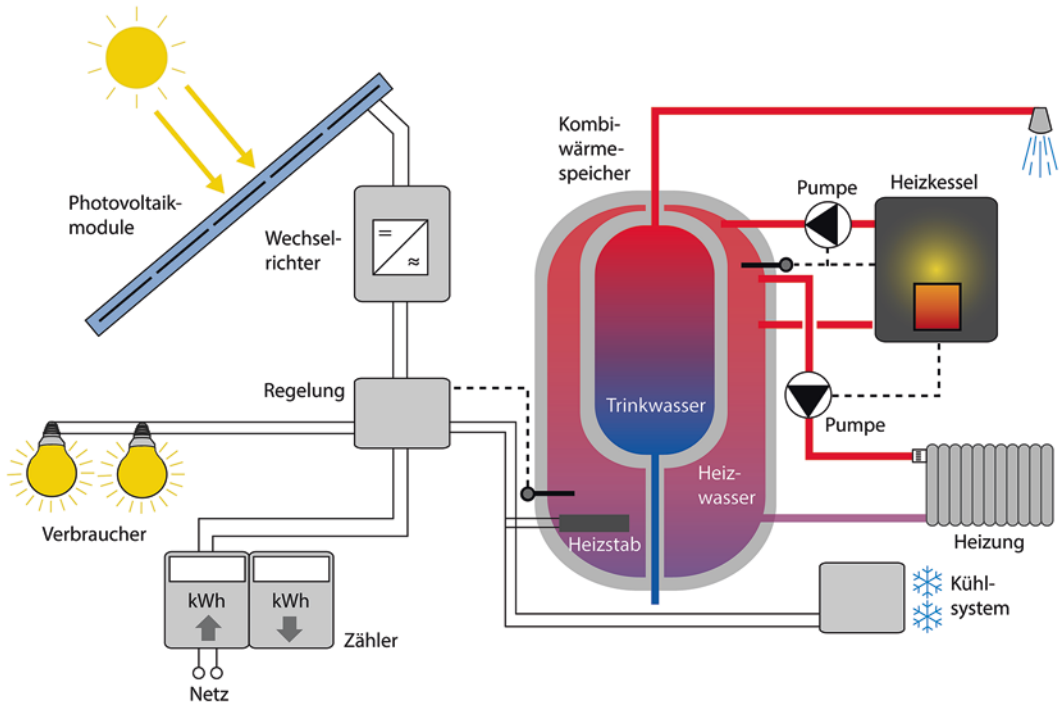 Photovoltaik-
module
Wechsel-
richter
=
≈
Kombi-
wärme-
speicher
Pumpe
Heizkessel
Regelung
Trinkwasser
Pumpe
Heiz-
wasser
Verbraucher
Heizstab
Heizung
kWh
kWh
Zähler
Netz
Kühl-
system